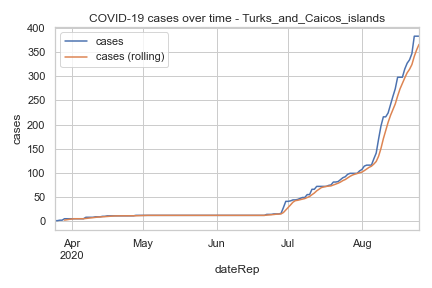 COVID-19 cases over time - Turks_and_Caicos_islands
cases
cases (rolling)
400
350
300
250
200
150
100
50
0
cases
Apr
2020
May
Jun
Jul
Aug
dateRep